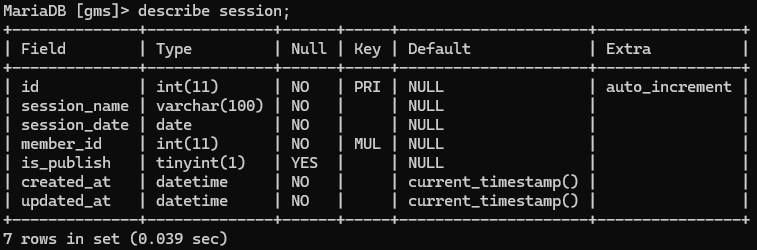 MariaDB [gms]> describe session;
+--------------+--------------+------+-----+---------------------+----------------+
| Field        | Type         | Null | Key | Default             | Extra          |
+--------------+--------------+------+-----+---------------------+----------------+
| id           | int(11)      | NO   | PRI | NULL                | auto_increment |
| session_name | varchar(100) | NO   |     | NULL                |                |
| session_date | date         | NO   |     | NULL                |                |
| member_id    | int(11)      | NO   | MUL | NULL                |                |
| is_publish   | tinyint(1)   | YES  |     | NULL                |                |
| created_at   | datetime     | NO   |     | current_timestamp() |                |
| updated_at   | datetime     | NO   |     | current_timestamp() |                |
+--------------+--------------+------+-----+---------------------+----------------+
7 rows in set (0.039 sec)